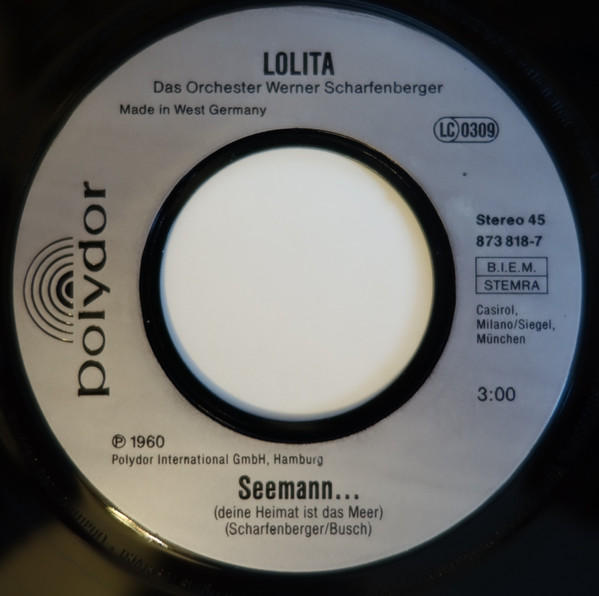 LOLITA
Das Orchester Werner Scharfenberger
Made in West Germany
LC 0309
polydor
Stereo 45
873 818-7
B.I.E.M.
STEMRA
Casirol,
Milano/Siegel,
München
3:00
℗ 1960
Polydor International GmbH, Hamburg
Seemann...
(deine Heimat ist das Meer)
(Scharfenberger/Busch)